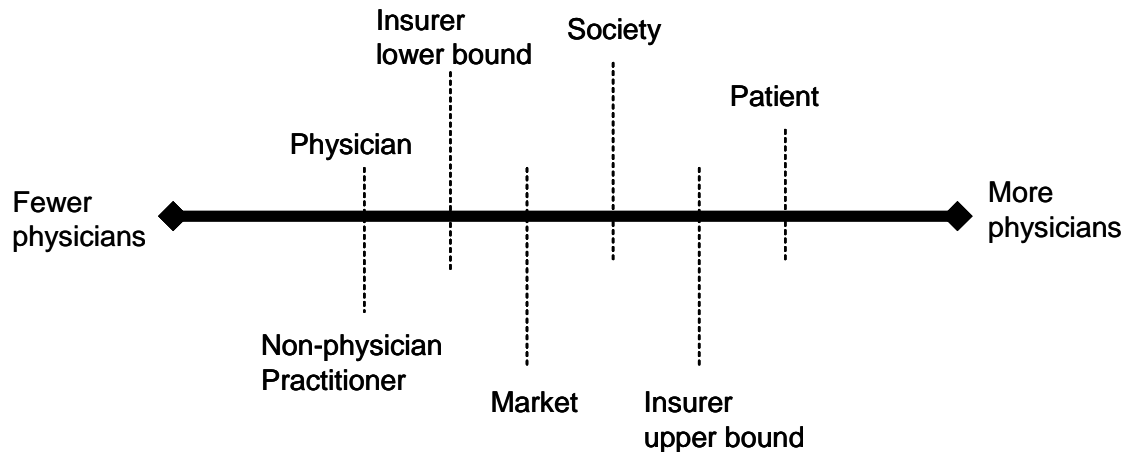 Insurer
lower bound
Society
Patient
Physician
Fewer
physicians
More
physicians
Non-physician
Practitioner
Market
Insurer
upper bound